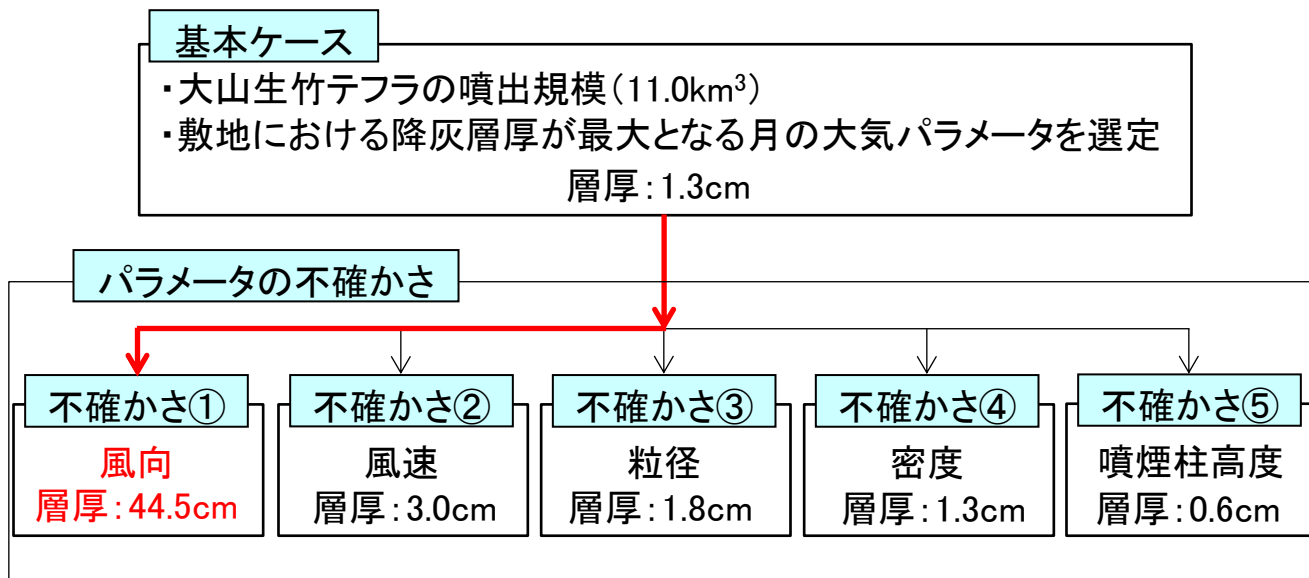 基本ケース
・大山生竹テフラの噴出規模(11.0km³)
・敷地における降灰層厚が最大となる月の大気パラメータを選定
層厚:1.3cm
パラメータの不確かさ
不確かさ①
風向
層厚:44.5cm
不確かさ②
風速
層厚:3.0cm
不確かさ③
粒径
層厚:1.8cm
不確かさ④
密度
層厚:1.3cm
不確かさ⑤
噴煙柱高度
層厚:0.6cm